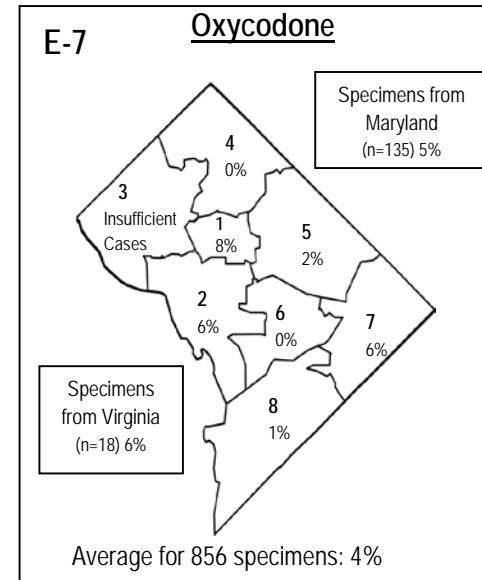 E-7
Oxycodone
Specimens from
Maryland
(n=135) 5%
4
0%
3
Insufficient
Cases
1
8%
5
2%
2
6%
6
0%
7
6%
Specimens
from Virginia
(n=18) 6%
8
1%
Average for 856 specimens: 4%